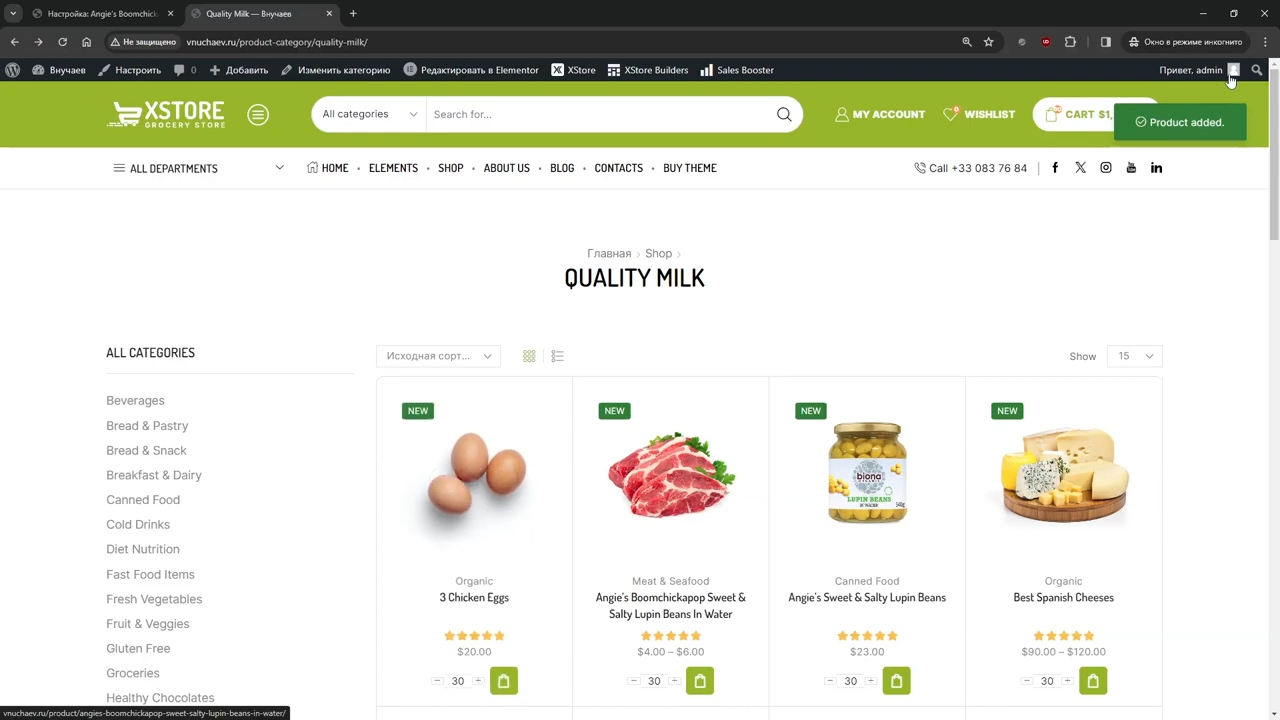 Настройка: Angie's Boomchick
Quality Milk — Внучаев
Не защищено
vnuchaev.ru/product-category/quality-milk/
Окно в режиме инкогнито
Внучаев
Настроить
0
Добавить
Изменить категорию
Редактировать в Elementor
XStore
XStore Builders
Sales Booster
Привет, admin
XSTORE
GROCERY STORE
All categories
Search for...
MY ACCOUNT
0
WISHLIST
CART $1,
Product added.
ALL DEPARTMENTS
HOME
ELEMENTS
SHOP
ABOUT US
BLOG
CONTACTS
BUY THEME
Call +33 083 76 84
Главная
Shop
QUALITY MILK
ALL CATEGORIES
Beverages
Bread & Pastry
Bread & Snack
Breakfast & Dairy
Canned Food
Cold Drinks
Diet Nutrition
Fast Food Items
Fresh Vegetables
Fruit & Veggies
Gluten Free
Groceries
Healthy Chocolates
Исходная сорт...
Show
15
NEW
Organic
3 Chicken Eggs
$20.00
− 30 +
NEW
Meat & Seafood
Angie's Boomchickapop Sweet &
Salty Lupin Beans In Water
$4.00 – $6.00
− 30 +
NEW
biona
ORGANIC
LUPIN BEANS
IN WATER
Canned Food
Angie's Sweet & Salty Lupin Beans
$23.00
− 30 +
NEW
Organic
Best Spanish Cheeses
$90.00 – $120.00
− 30 +
vnuchaev.ru/product/angies-boomchickapop-sweet-salty-lupin-beans-in-water/